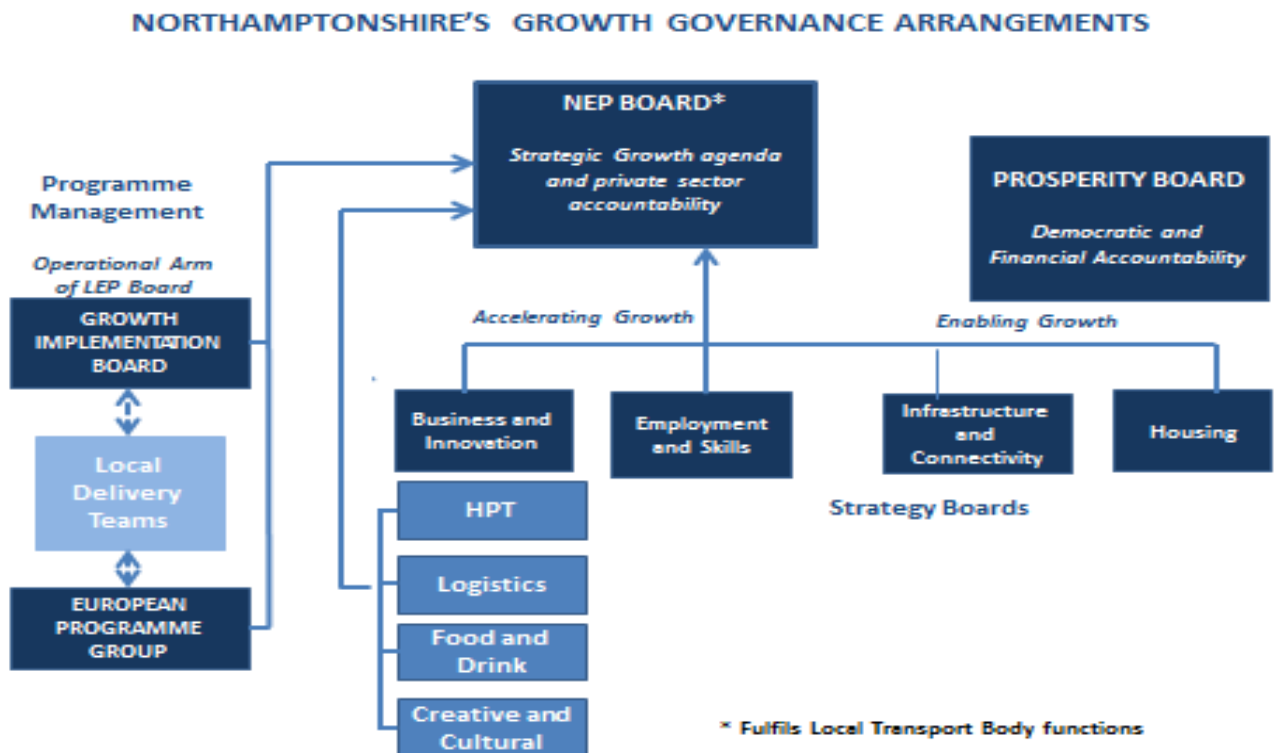 NORTHAMPTONSHIRE'S GROWTH GOVERNANCE ARRANGEMENTS
NEP BOARD*
Strategic Growth agenda
and private sector
accountability
PROSPERITY BOARD
Democratic and
Financial Accountability
Programme
Management
Operational Arm
of LEP Board
GROWTH
IMPLEMENTATION
BOARD
Local
Delivery
Teams
EUROPEAN
PROGRAMME
GROUP
Accelerating Growth
Enabling Growth
Business and
Innovation
Employment
and Skills
Infrastructure
and
Connectivity
Housing
Strategy Boards
HPT
Logistics
Food and
Drink
Creative and
Cultural
* Fulfils Local Transport Body functions